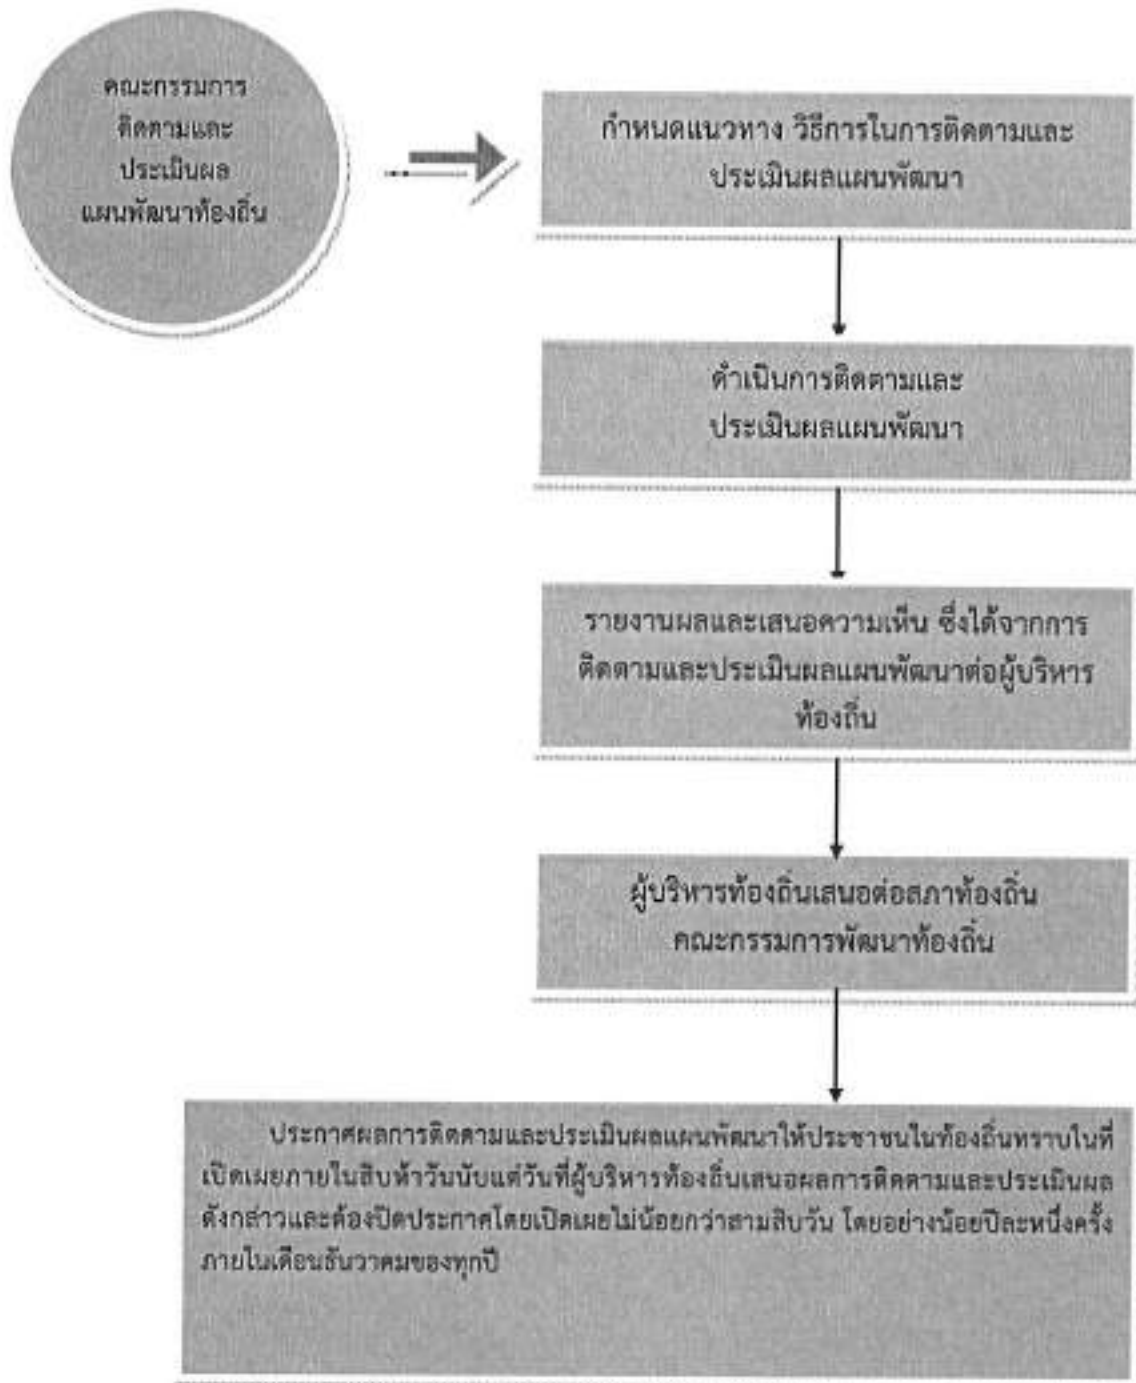 คณะกรรมการ
ติดตามและ
ประเมินผล
แผนพัฒนาท้องถิ่น
กำหนดแนวทาง วิธีการในการติดตามและ
ประเมินผลแผนพัฒนา
ดำเนินการติดตามและ
ประเมินผลแผนพัฒนา
รายงานผลและเสนอความเห็น ซึ่งได้จากการ
ติดตามและประเมินผลแผนพัฒนาต่อผู้บริหาร
ท้องถิ่น
ผู้บริหารท้องถิ่นเสนอต่อสภาท้องถิ่น
คณะกรรมการพัฒนาท้องถิ่น
ประกาศผลการติดตามและประเมินผลแผนพัฒนาให้ประชาชนในท้องถิ่นทราบในที่
เปิดเผยภายในสิบห้าวันนับแต่วันที่ผู้บริหารท้องถิ่นเสนอผลการติดตามและประเมินผล
ดังกล่าวและต้องปิดประกาศโดยเปิดเผยไม่น้อยกว่าสามสิบวัน โดยอย่างน้อยปีละหนึ่งครั้ง
ภายในเดือนธันวาคมของทุกปี